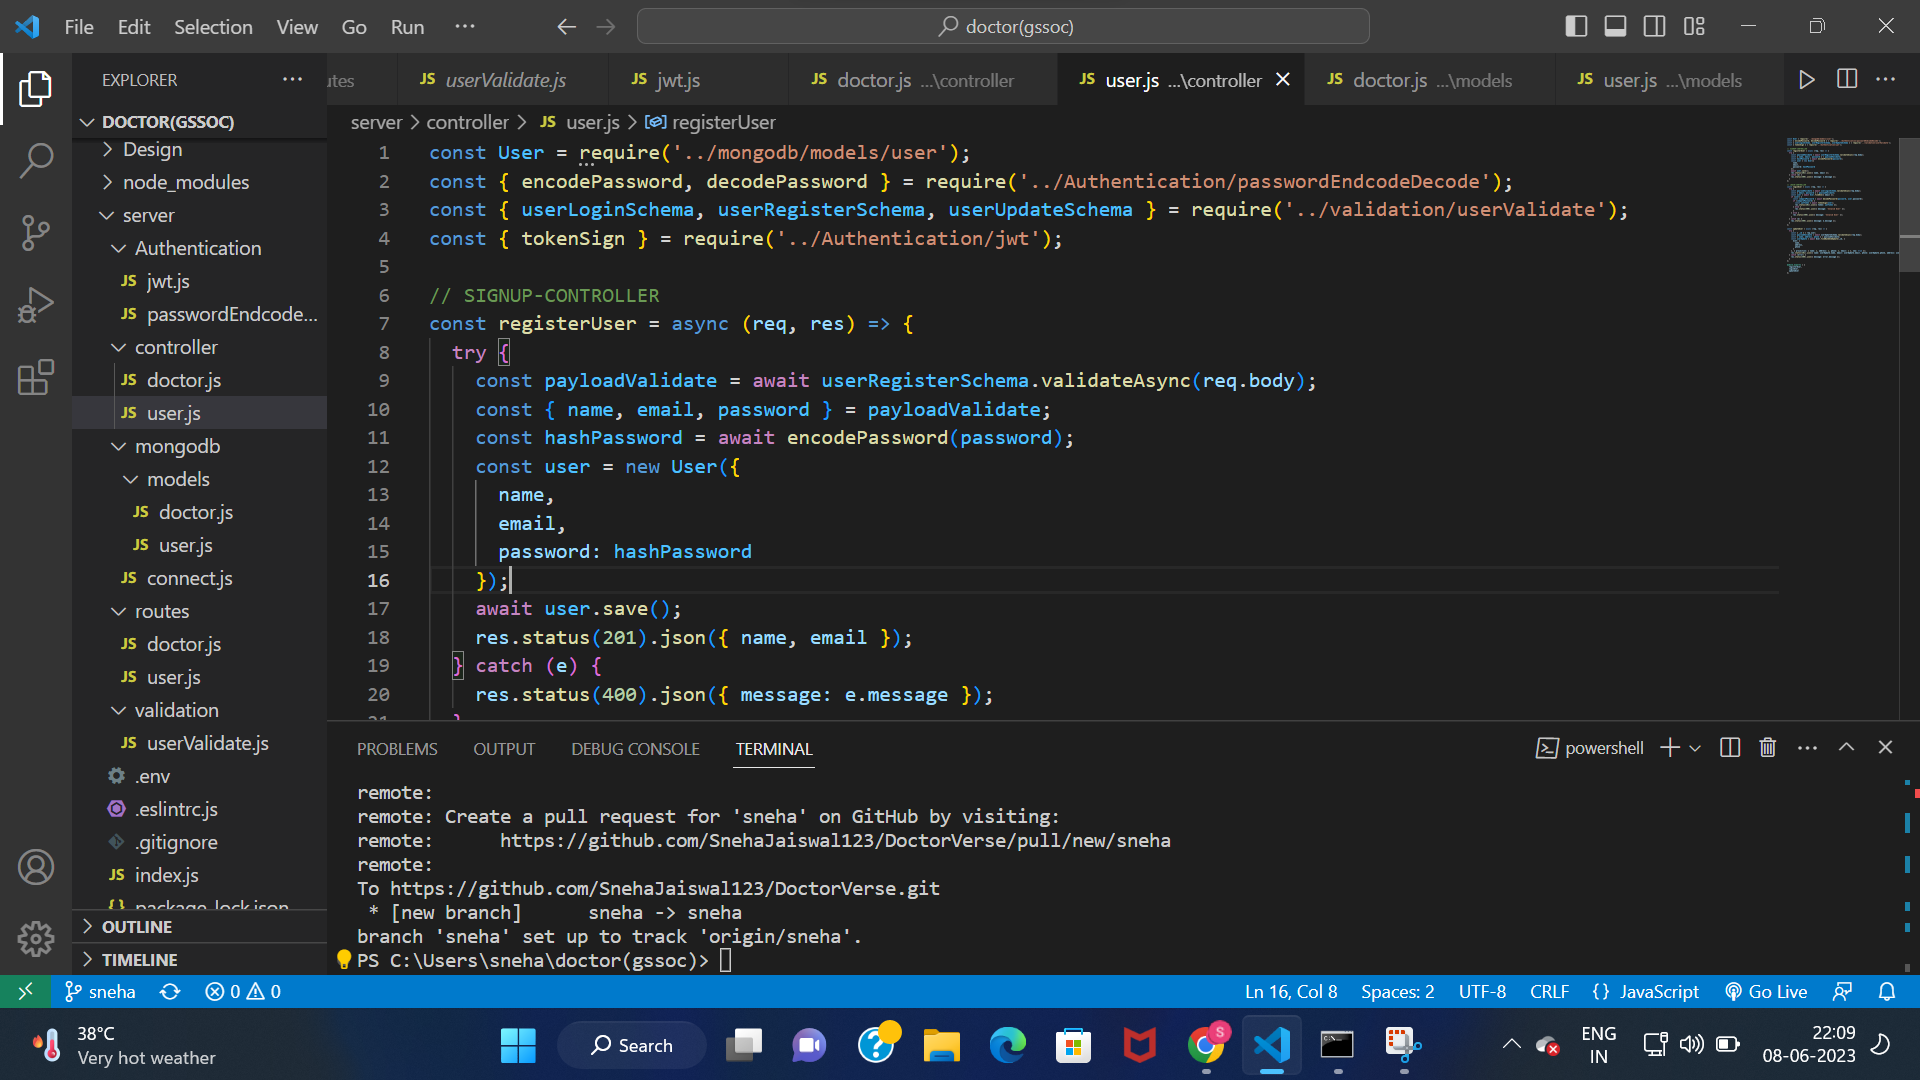 File Edit Selection View Go Run ···
doctor(gssoc)
EXPLORER
utes
JS userValidate.js
JS jwt.js
JS doctor.js ...\controller
JS user.js ...\controller
JS doctor.js ...\models
JS user.js ...\models
DOCTOR(GSSOC)
Design
node_modules
server
Authentication
JS jwt.js
JS passwordEndcode...
controller
JS doctor.js
JS user.js
mongodb
models
JS doctor.js
JS user.js
JS connect.js
routes
JS doctor.js
JS user.js
validation
JS userValidate.js
.env
.eslintrc.js
.gitignore
JS index.js
{} package-lock.json
OUTLINE
TIMELINE
server > controller > JS user.js > registerUser
1 const User = require('../mongodb/models/user');
2 const { encodePassword, decodePassword } = require('../Authentication/passwordEndcodeDecode');
3 const { userLoginSchema, userRegisterSchema, userUpdateSchema } = require('../validation/userValidate');
4 const { tokenSign } = require('../Authentication/jwt');
5
6 // SIGNUP-CONTROLLER
7 const registerUser = async (req, res) => {
8 try {
9 const payloadValidate = await userRegisterSchema.validateAsync(req.body);
10 const { name, email, password } = payloadValidate;
11 const hashPassword = await encodePassword(password);
12 const user = new User({
13 name,
14 email,
15 password: hashPassword
16 });
17 await user.save();
18 res.status(201).json({ name, email });
19 } catch (e) {
20 res.status(400).json({ message: e.message });
21 }
PROBLEMS OUTPUT DEBUG CONSOLE TERMINAL
powershell
remote:
remote: Create a pull request for 'sneha' on GitHub by visiting:
remote: https://github.com/SnehaJaiswal123/DoctorVerse/pull/new/sneha
remote:
To https://github.com/SnehaJaiswal123/DoctorVerse.git
* [new branch] sneha -> sneha
branch 'sneha' set up to track 'origin/sneha'.
PS C:\Users\sneha\doctor(gssoc)>
sneha 0 0
Ln 16, Col 8 Spaces: 2 UTF-8 CRLF {} JavaScript Go Live
38°C
Very hot weather
Search
S
ENG
IN
22:09
08-06-2023